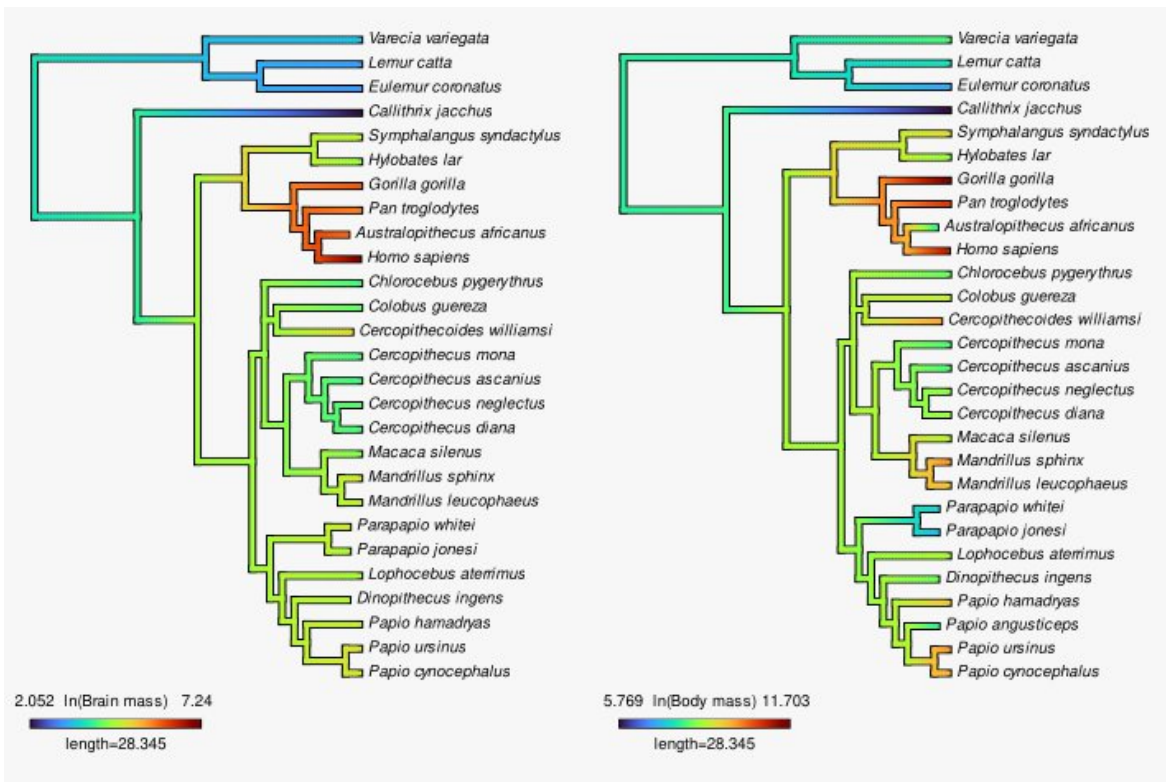 Varecia variegata
Lemur catta
Eulemur coronatus
Callithrix jacchus
Symphalangus syndactylus
Hylobates lar
Gorilla gorilla
Pan troglodytes
Australopithecus africanus
Homo sapiens
Chlorocebus pygerythrus
Colobus guereza
Cercopithecoides williamsi
Cercopithecus mona
Cercopithecus ascanius
Cercopithecus neglectus
Cercopithecus diana
Macaca silenus
Mandrillus sphinx
Mandrillus leucophaeus
Parapapio whitei
Parapapio jonesi
Lophocebus aterrimus
Dinopithecus ingens
Papio hamadryas
Papio ursinus
Papio cynocephalus
2.052 ln(Brain mass) 7.24
length=28.345
Varecia variegata
Lemur catta
Eulemur coronatus
Callithrix jacchus
Symphalangus syndactylus
Hylobates lar
Gorilla gorilla
Pan troglodytes
Australopithecus africanus
Homo sapiens
Chlorocebus pygerythrus
Colobus guereza
Cercopithecoides williamsi
Cercopithecus mona
Cercopithecus ascanius
Cercopithecus neglectus
Cercopithecus diana
Macaca silenus
Mandrillus sphinx
Mandrillus leucophaeus
Parapapio whitei
Parapapio jonesi
Lophocebus aterrimus
Dinopithecus ingens
Papio hamadryas
Papio angusticeps
Papio ursinus
Papio cynocephalus
5.769 ln(Body mass) 11.703
length=28.345